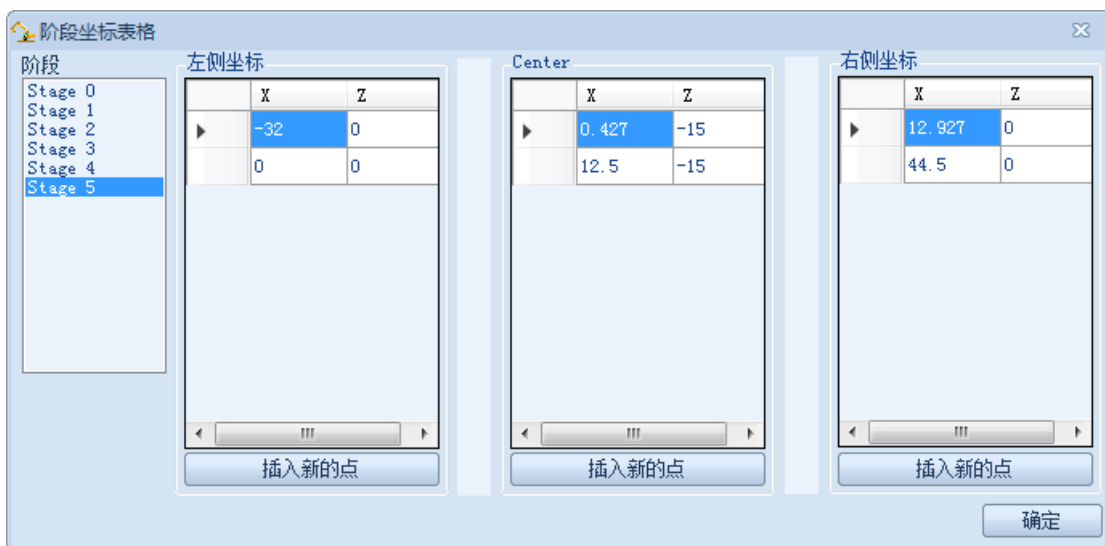 阶段坐标表格
阶段
Stage 0
Stage 1
Stage 2
Stage 3
Stage 4
Stage 5
左侧坐标
X Z
-32 0
0 0
插入新的点
Center
X Z
0.427 -15
12.5 -15
插入新的点
右侧坐标
X Z
12.927 0
44.5 0
插入新的点
确定